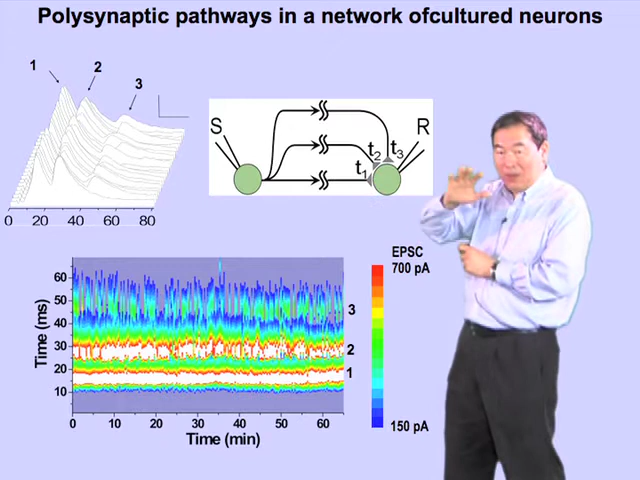 Polysynaptic pathways in a network ofcultured neurons
1 2 3
0 20 40 60 80
S R
t1 t2 t3
EPSC
700 pA
150 pA
Time (ms)
60
50
40
30
20
10
3
2
1
0 10 20 30 40 50 60
Time (min)